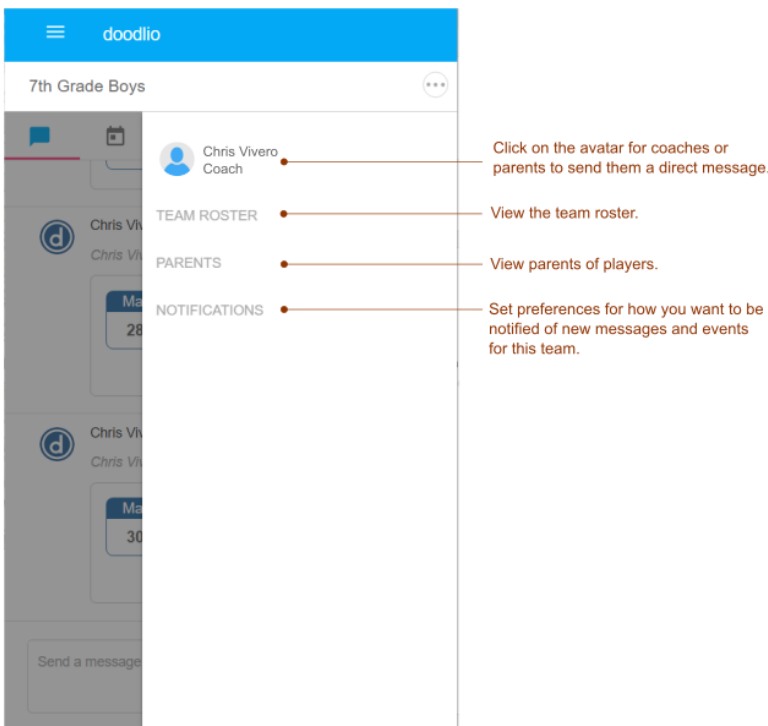 doodlio
7th Grade Boys
Chris Vivero
Coach
Click on the avatar for coaches or
parents to send them a direct message.
TEAM ROSTER
View the team roster.
PARENTS
View parents of players.
NOTIFICATIONS
Set preferences for how you want to be
notified of new messages and events
for this team.
d
Chris Viv
Chris Viv
Ma
28
d
Chris Viv
Chris Viv
Ma
30
Send a message